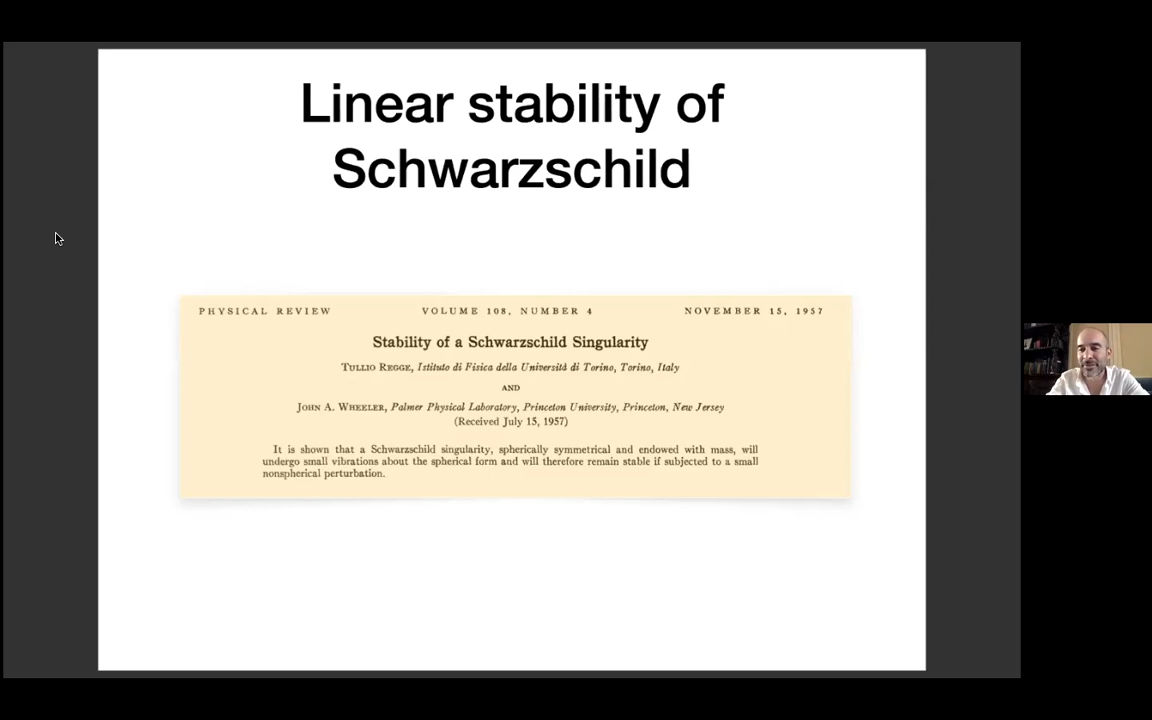 Linear stability of
Schwarzschild
PHYSICAL REVIEW VOLUME 108, NUMBER 4 NOVEMBER 15, 1957
Stability of a Schwarzschild Singularity
TULLIO REGGE, Istituto di Fisica della Università di Torino, Torino, Italy
AND
JOHN A. WHEELER, Palmer Physical Laboratory, Princeton University, Princeton, New Jersey
(Received July 15, 1957)
It is shown that a Schwarzschild singularity, spherically symmetrical and endowed with mass, will
undergo small vibrations about the spherical form and will therefore remain stable if subjected to a small
nonspherical perturbation.